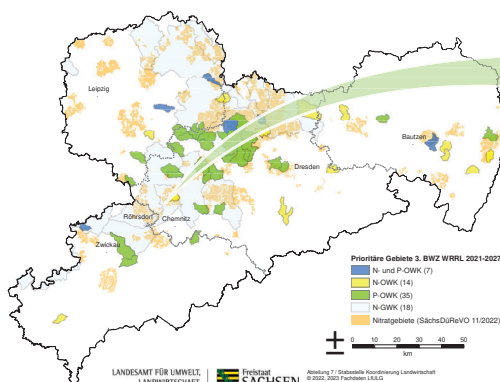 Leipzig
Bautzen
Dresden
Röhrsdorf
Chemnitz
Zwickau
Prioritäre Gebiete 3. BWZ WRRL 2021-2027
N- und P-OWK (7)
N-OWK (14)
P-OWK (35)
N-GWK (18)
Nitratgebiete (SächsDüReVO 11/2022)
0 10 20 30 40 50
km
LANDESAMT FÜR UMWELT,
LANDWIRTSCHAFT
Freistaat
SACHSEN
Abteilung 7 / Stabsstelle Koordinierung Landwirtschaft
© 2022, 2023 Fachdaten LfULG